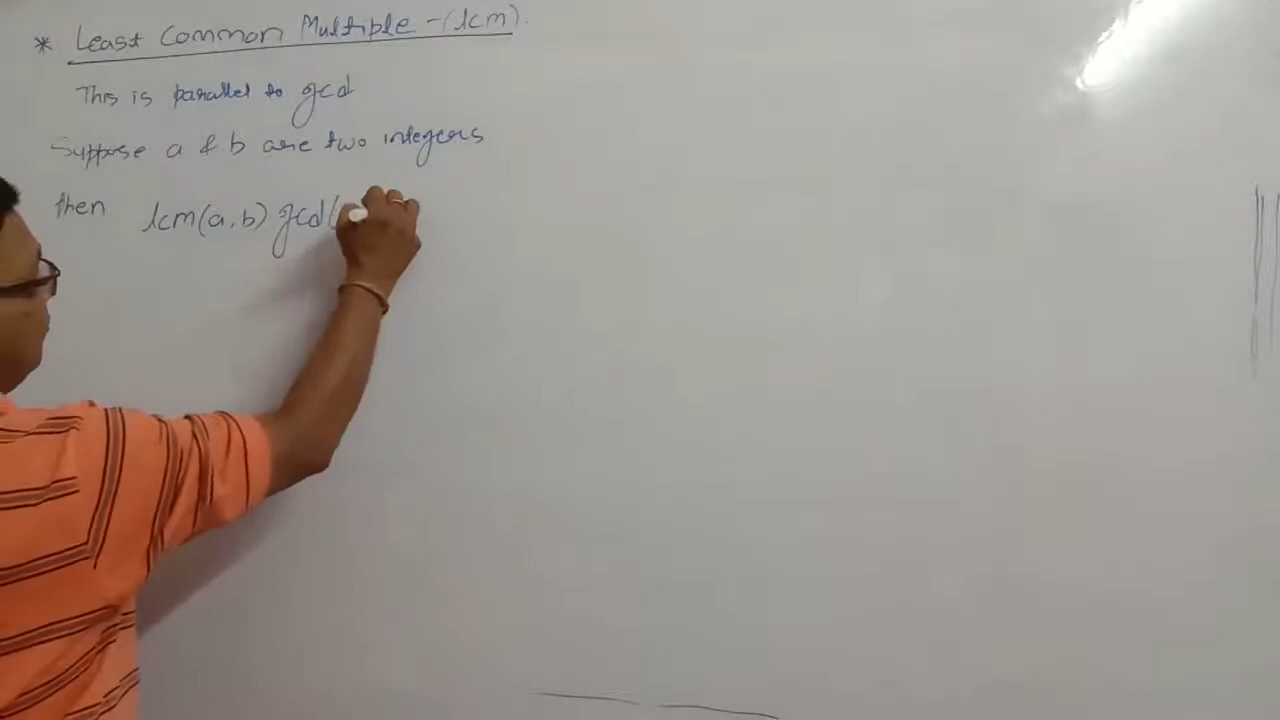 * Least Common Multiple -(lcm).
This is parallel to gcd
Suppose a & b are two integers
then lcm(a,b) gcd(